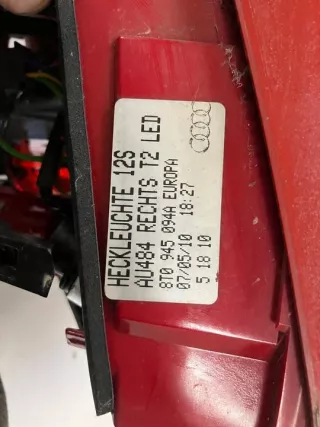 HECKLEUCHTE 12S
AU484 RECHTS T2 LED
8T0 945 094A EUROPA
07/05/10 18:27
5 18 10